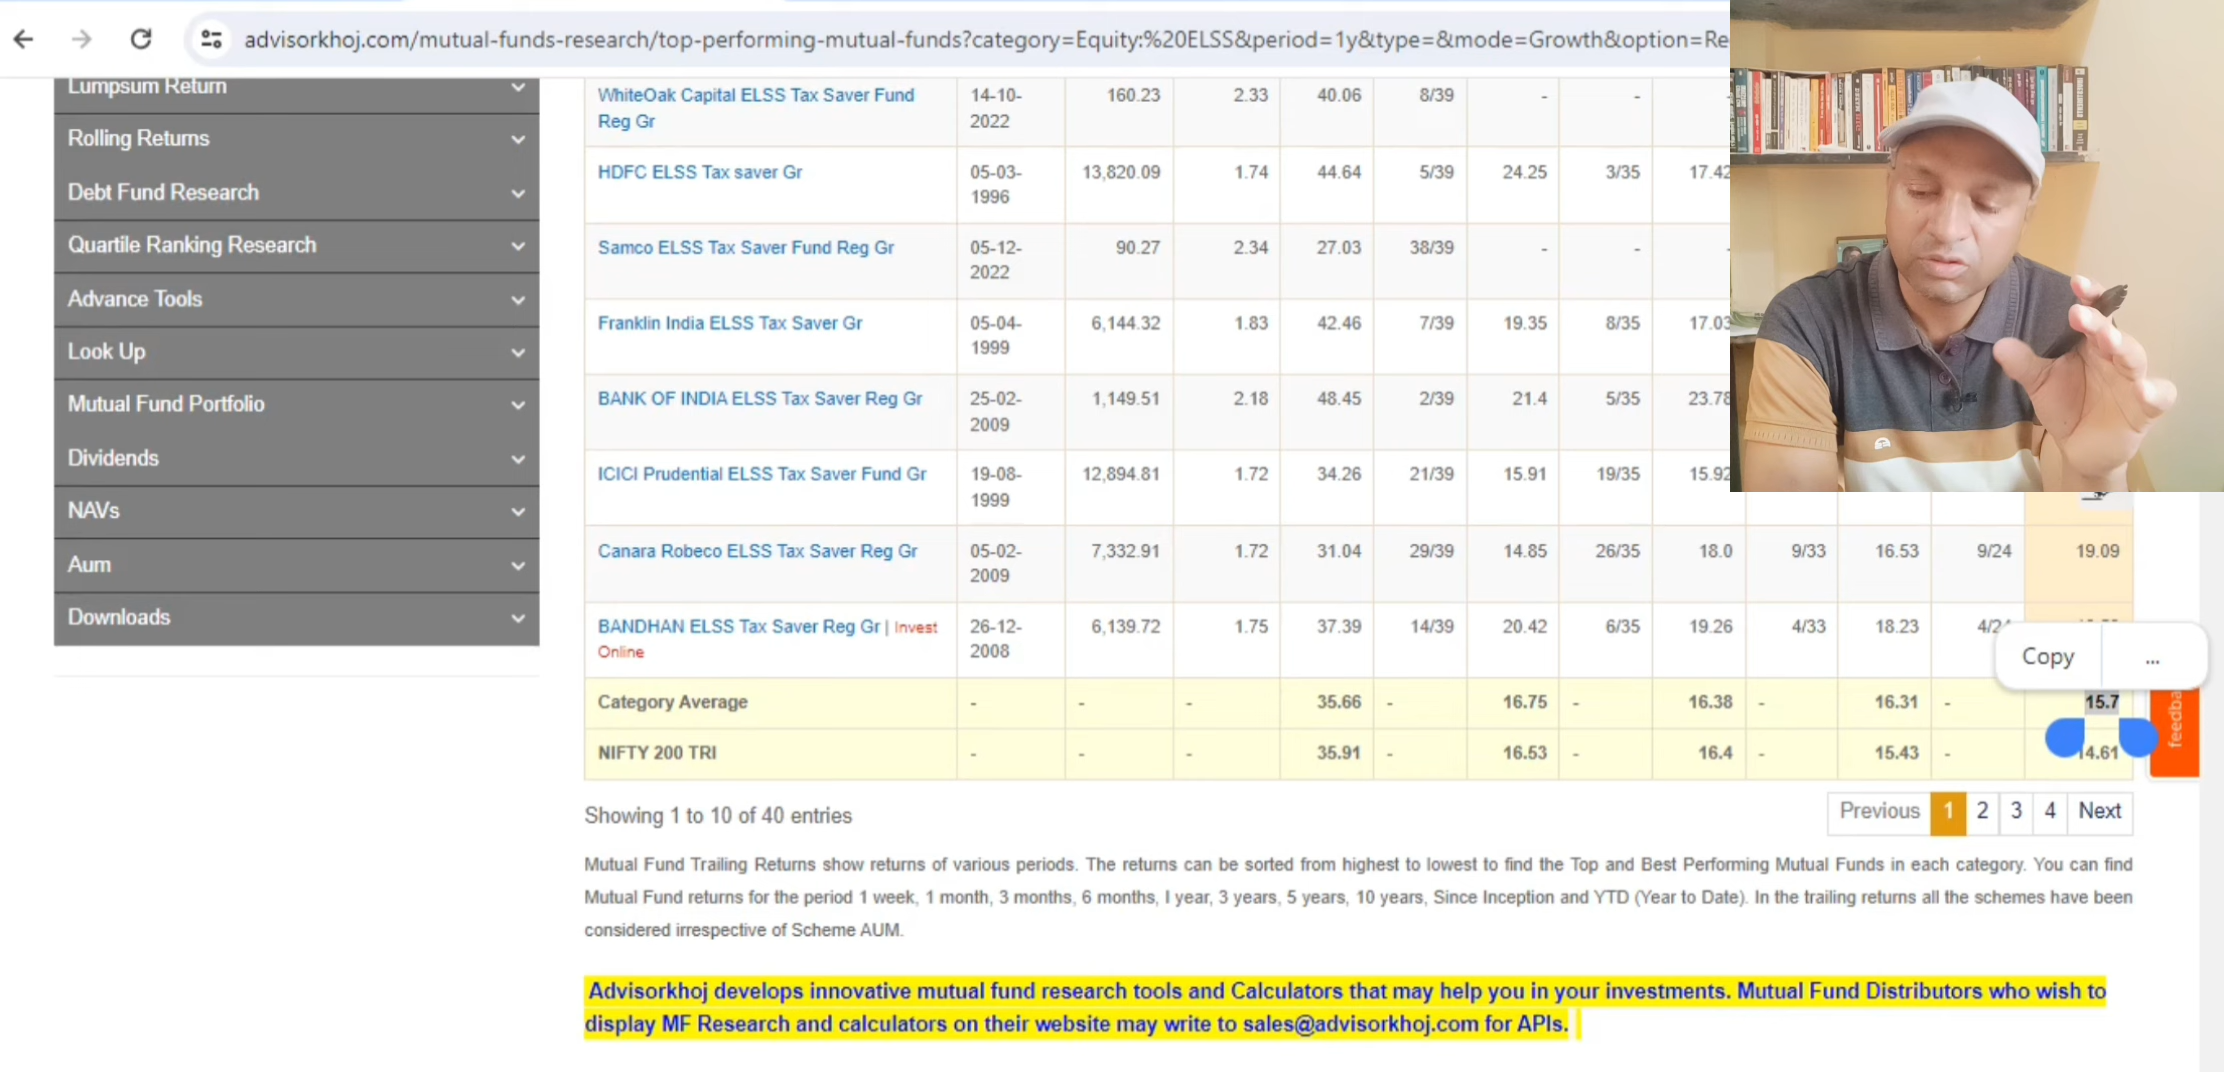 advisorkhoj.com/mutual-funds-research/top-performing-mutual-funds?category=Equity:%20ELSS&period=1y&type=&mode=Growth&option=Re
Lumpsum Return
Rolling Returns
Debt Fund Research
Quartile Ranking Research
Advance Tools
Look Up
Mutual Fund Portfolio
Dividends
NAVs
Aum
Downloads
WhiteOak Capital ELSS Tax Saver Fund 14-10- 160.23 2.33 40.06 8/39 - -
Reg Gr 2022
HDFC ELSS Tax saver Gr 05-03- 13,820.09 1.74 44.64 5/39 24.25 3/35 17.42
1996
Samco ELSS Tax Saver Fund Reg Gr 05-12- 90.27 2.34 27.03 38/39 - -
2022
Franklin India ELSS Tax Saver Gr 05-04- 6,144.32 1.83 42.46 7/39 19.35 8/35 17.03
1999
BANK OF INDIA ELSS Tax Saver Reg Gr 25-02- 1,149.51 2.18 48.45 2/39 21.4 5/35 23.78
2009
ICICI Prudential ELSS Tax Saver Fund Gr 19-08- 12,894.81 1.72 34.26 21/39 15.91 19/35 15.92
1999
Canara Robeco ELSS Tax Saver Reg Gr 05-02- 7,332.91 1.72 31.04 29/39 14.85 26/35 18.0 9/33 16.53 9/24 19.09
2009
BANDHAN ELSS Tax Saver Reg Gr | Invest 26-12- 6,139.72 1.75 37.39 14/39 20.42 6/35 19.26 4/33 18.23 4/24
Online 2008
Copy ...
Category Average - - - 35.66 - 16.75 - 16.38 - 16.31 - 15.7
NIFTY 200 TRI - - - 35.91 - 16.53 - 16.4 - 15.43 - 14.61
feedba
Showing 1 to 10 of 40 entries
Previous 1 2 3 4 Next
Mutual Fund Trailing Returns show returns of various periods. The returns can be sorted from highest to lowest to find the Top and Best Performing Mutual Funds in each category. You can find
Mutual Fund returns for the period 1 week, 1 month, 3 months, 6 months, I year, 3 years, 5 years, 10 years, Since Inception and YTD (Year to Date). In the trailing returns all the schemes have been
considered irrespective of Scheme AUM.
Advisorkhoj develops innovative mutual fund research tools and Calculators that may help you in your investments. Mutual Fund Distributors who wish to
display MF Research and calculators on their website may write to sales@advisorkhoj.com for APIs.